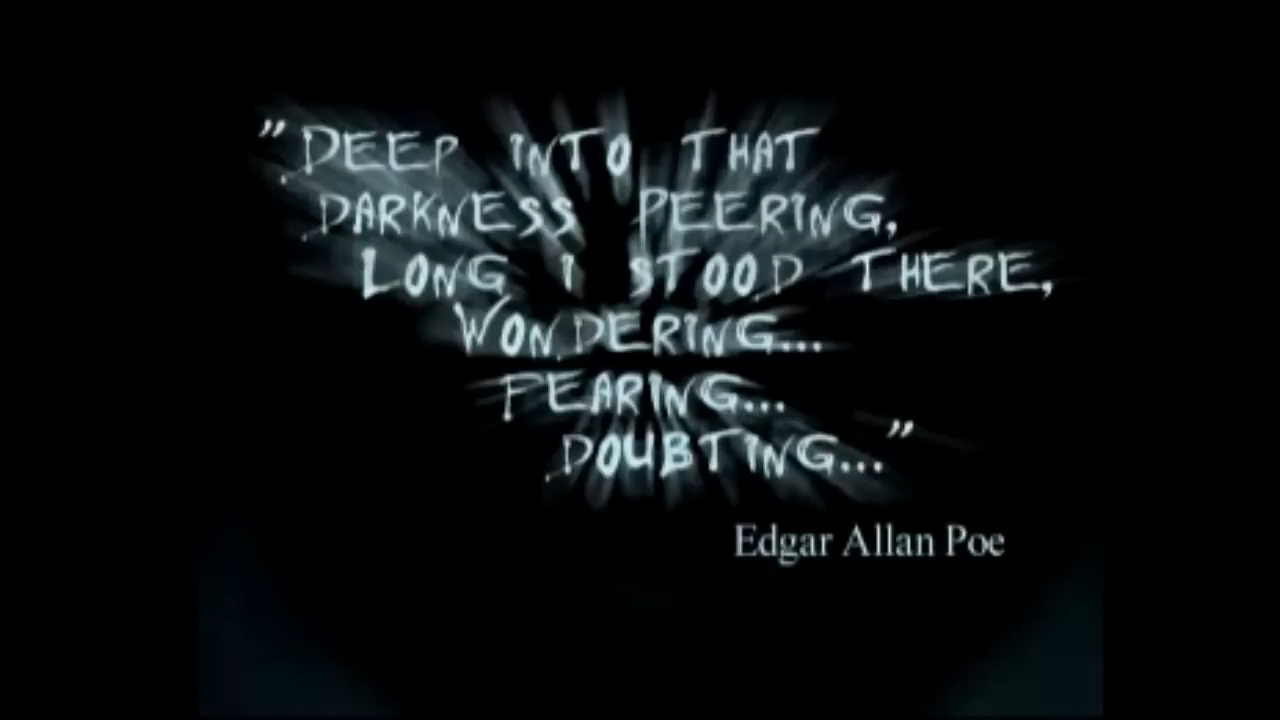 "DEEP INTO THAT
DARKNESS PEERING,
LONG I STOOD THERE,
WONDERING...
FEARING...
DOUBTING..."
Edgar Allan Poe